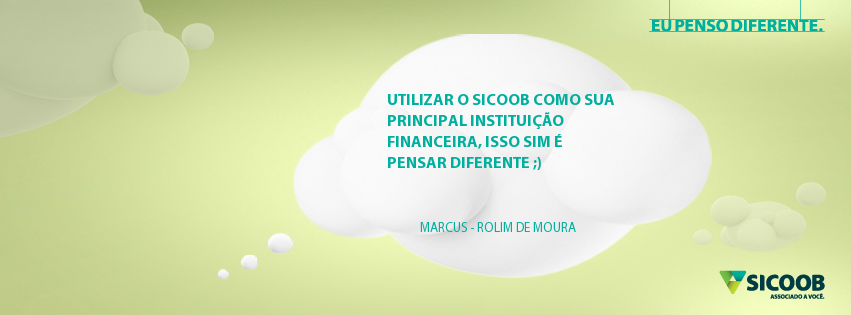 EU PENSO DIFERENTE.
UTILIZAR O SICOOB COMO SUA
PRINCIPAL INSTITUIÇÃO
FINANCEIRA, ISSO SIM É
PENSAR DIFERENTE ;)
MARCUS - ROLIM DE MOURA
SICOOB
ASSOCIADO A VOCÊ.